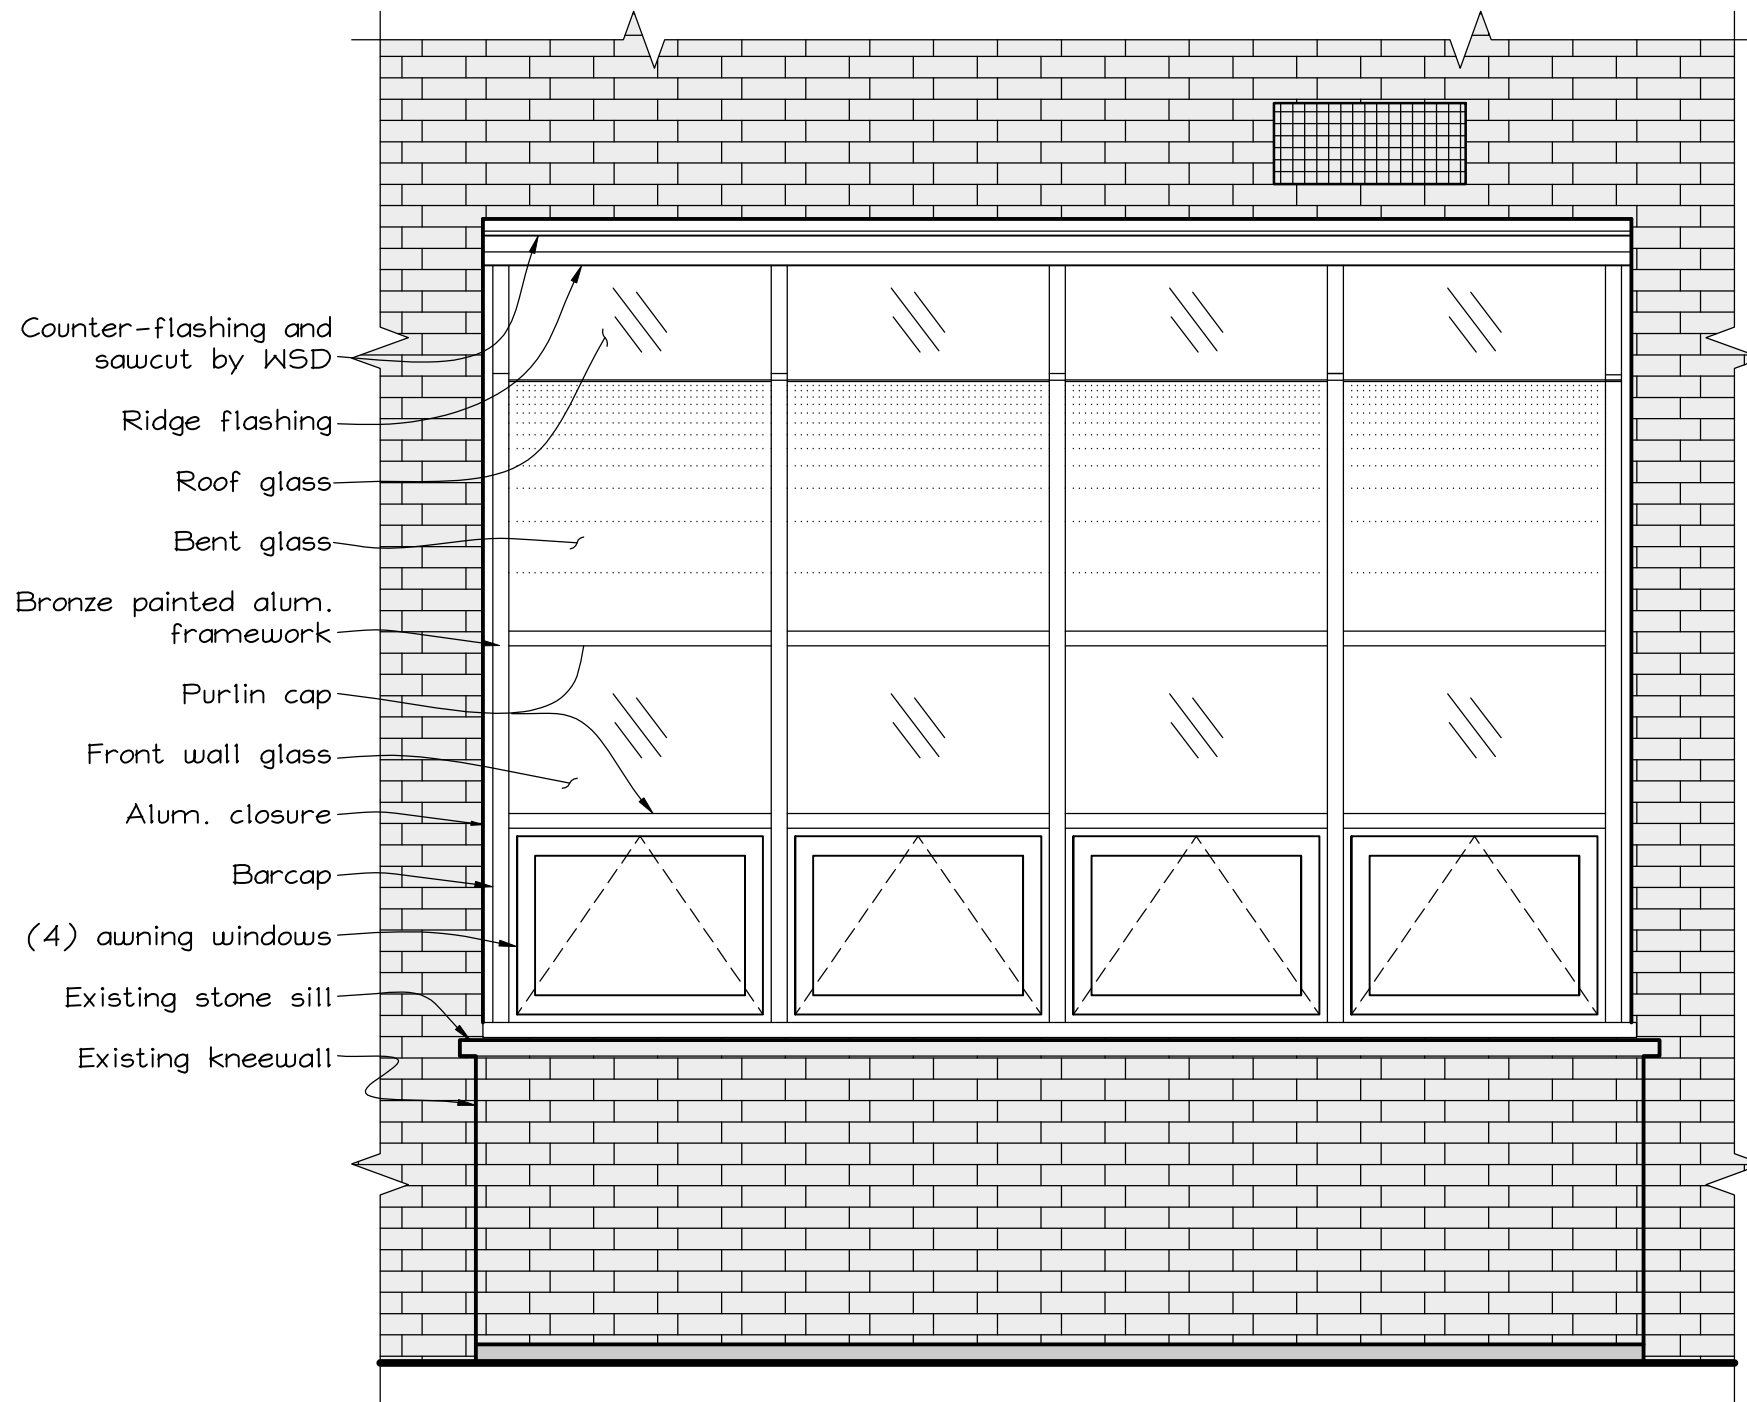 Counter-flashing and
sawcut by WSD
Ridge flashing
Roof glass
Bent glass
Bronze painted alum.
framework
Purlin cap
Front wall glass
Alum. closure
Barcap
(4) awning windows
Existing stone sill
Existing kneewall